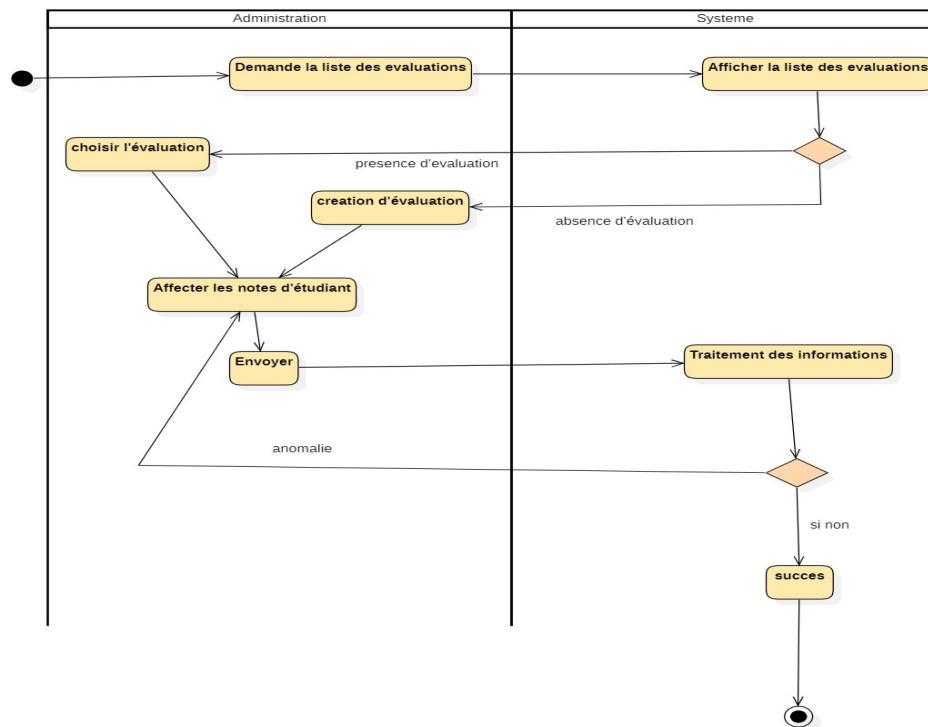 Administration
Systeme
Demande la liste des evaluations
Afficher la liste des evaluations
choisir l'évaluation
presence d'evaluation
creation d'évaluation
absence d'évaluation
Affecter les notes d'étudiant
Envoyer
Traitement des informations
anomalie
si non
succes